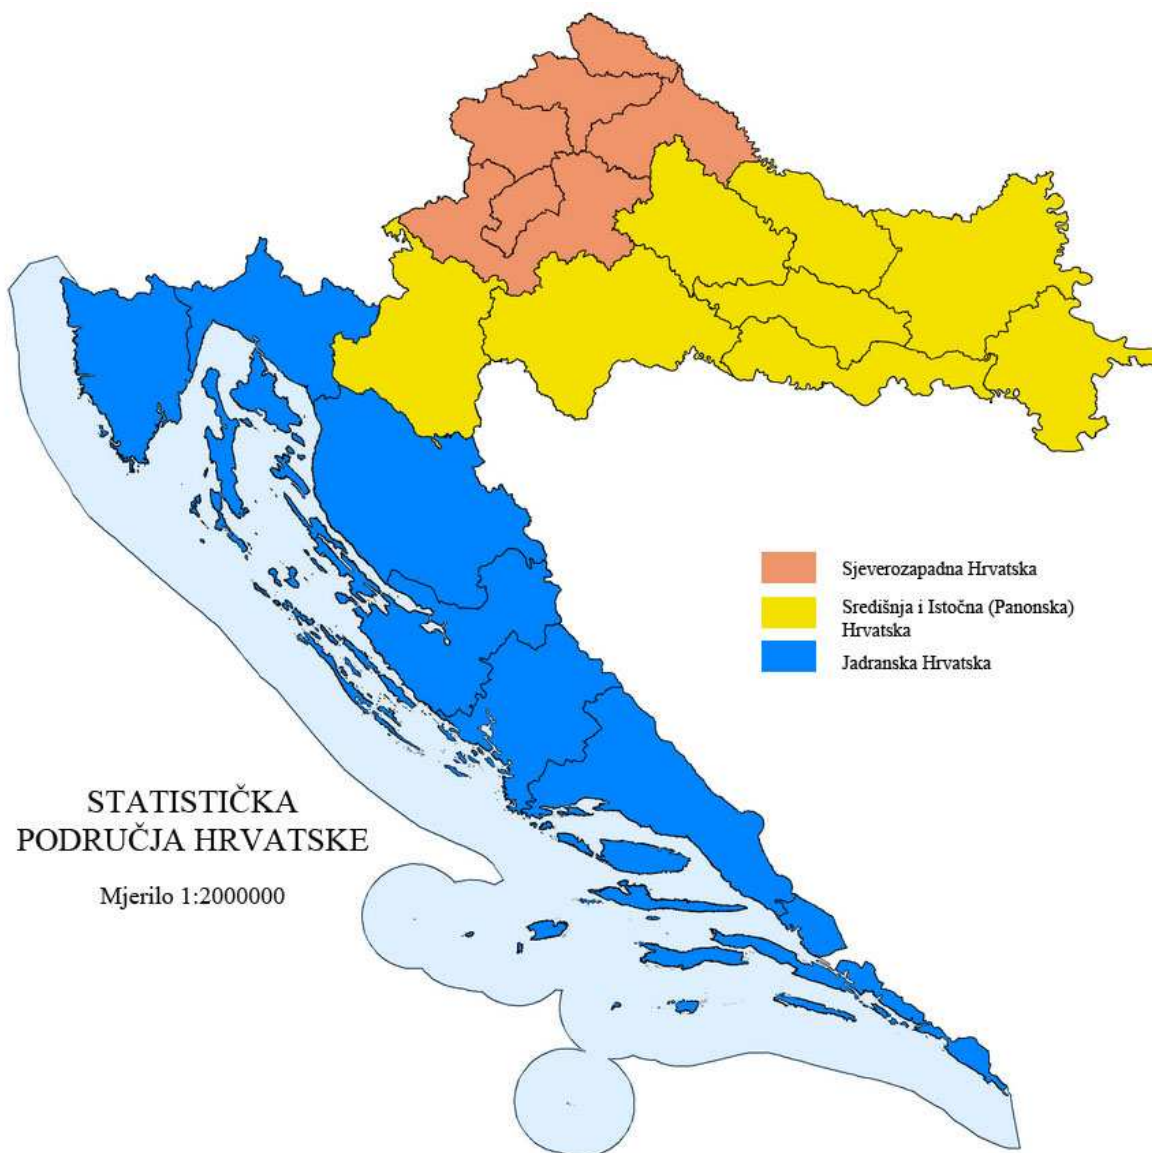 Sjeverozapadna Hrvatska
Središnja i Istočna (Panonska)
Hrvatska
Jadranska Hrvatska
STATISTIČKA
PODRUČJA HRVATSKE
Mjerilo 1:2000000